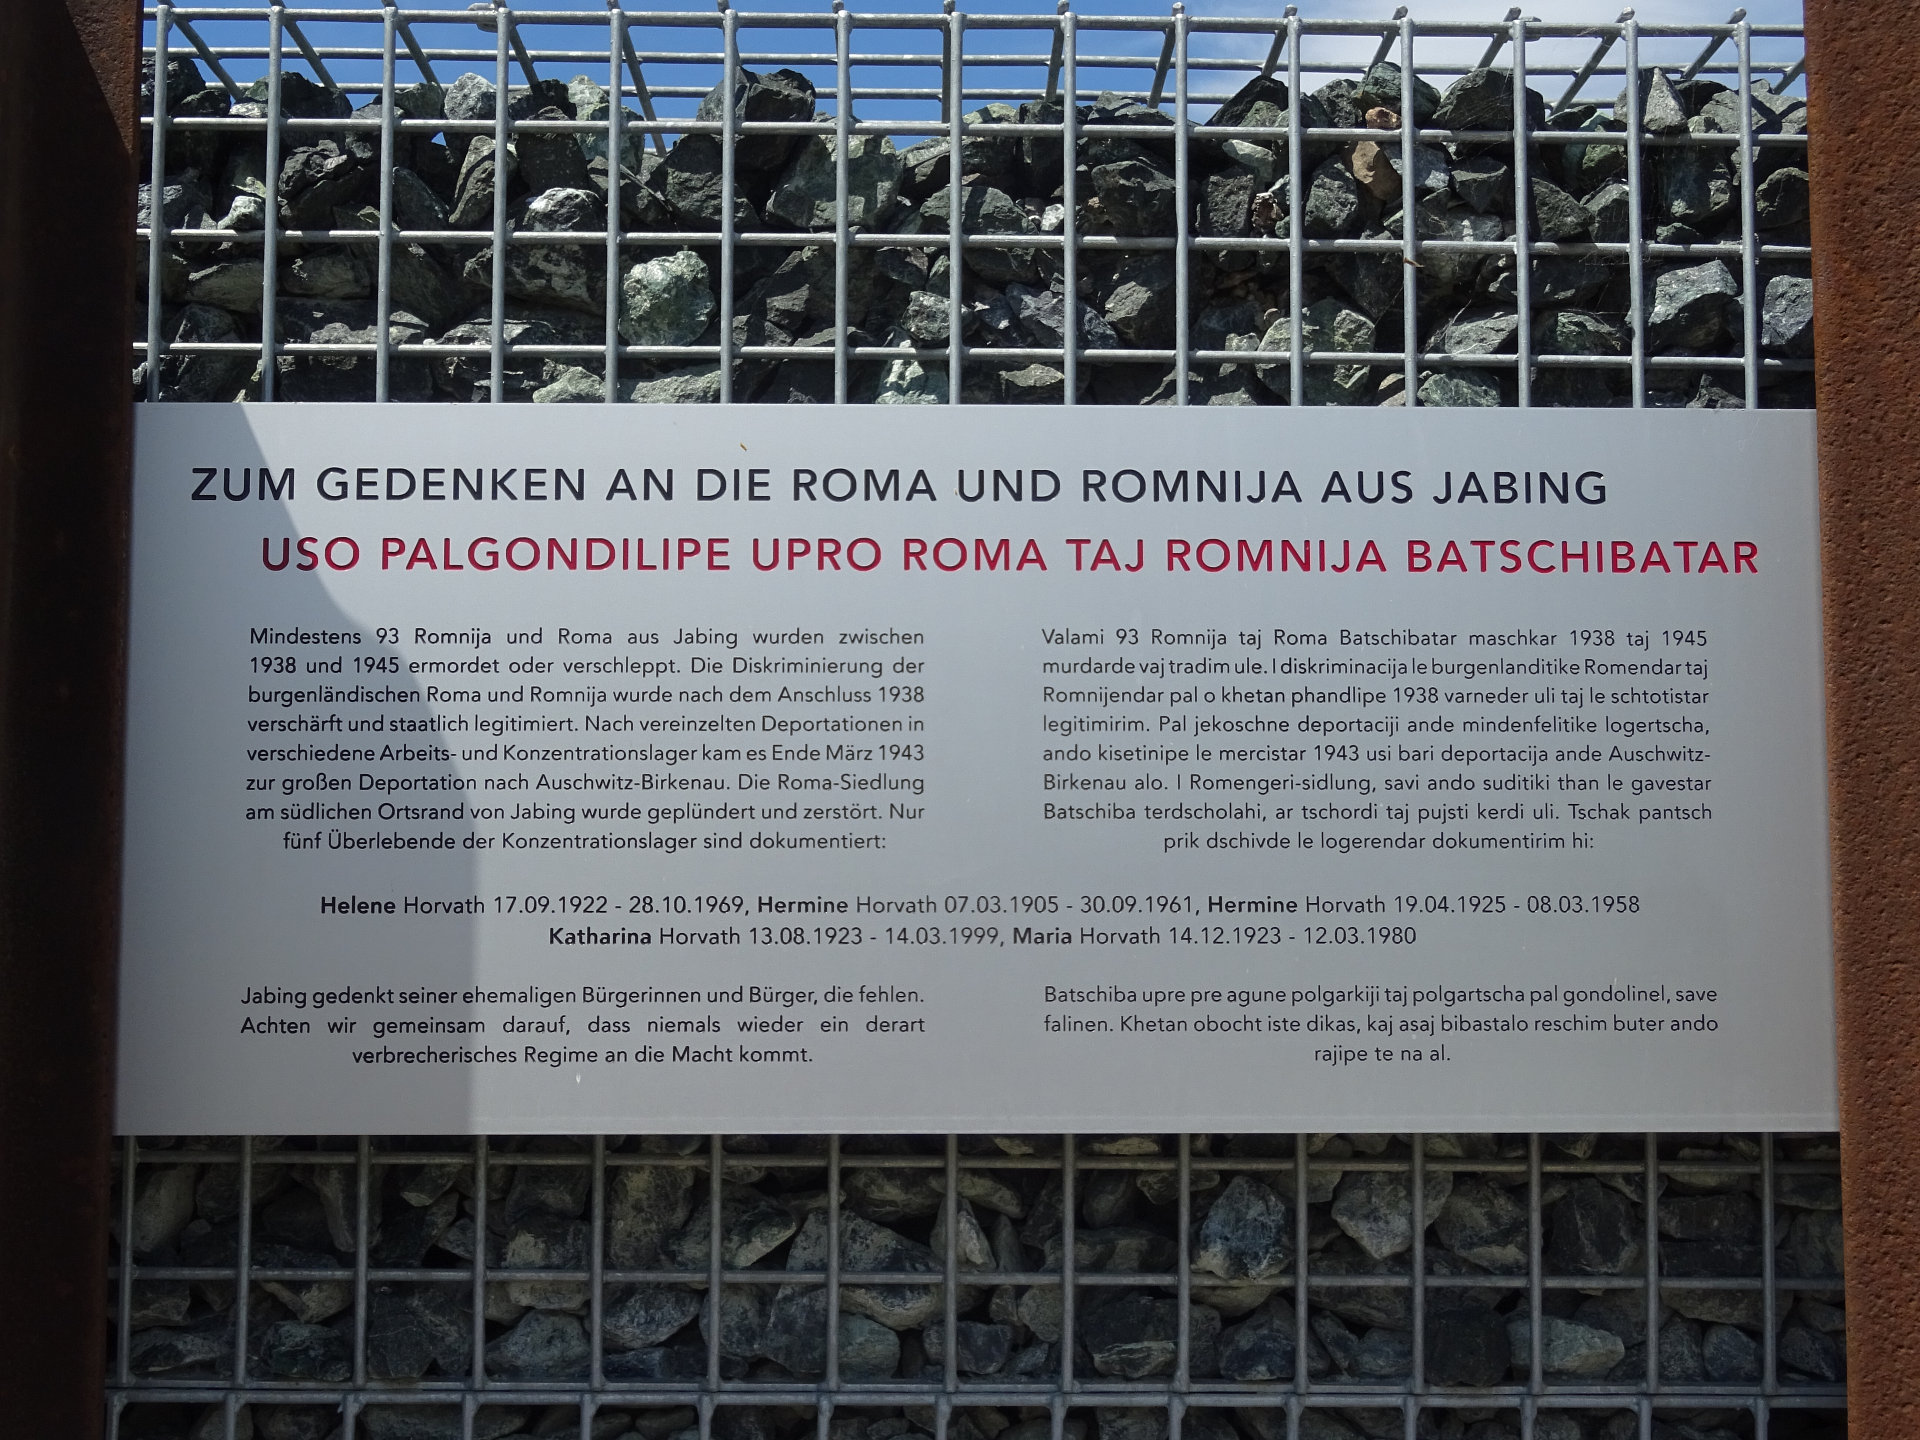 ZUM GEDENKEN AN DIE ROMA UND ROMNIJA AUS JABING
USO PALGONDILIPE UPRO ROMA TAJ ROMNIJA BATSCHIBATAR
Mindestens 93 Romnija und Roma aus Jabing wurden zwischen
1938 und 1945 ermordet oder verschleppt. Die Diskriminierung der
burgenländischen Roma und Romnija wurde nach dem Anschluss 1938
verschärft und staatlich legitimiert. Nach vereinzelten Deportationen in
verschiedene Arbeits- und Konzentrationslager kam es Ende März 1943
zur großen Deportation nach Auschwitz-Birkenau. Die Roma-Siedlung
am südlichen Ortsrand von Jabing wurde geplündert und zerstört. Nur
fünf Überlebende der Konzentrationslager sind dokumentiert:
Valami 93 Romnija taj Roma Batschibatar maschkar 1938 taj 1945
murdarde vaj tradim ule. I diskriminacija le burgenlanditike Romendar taj
Romnijendar pal o khetan phandlipe 1938 varneder uli taj le schtotistar
legitimirim. Pal jekoschne deportaciji ande mindenfelitike logertscha,
ando kisetinipe le mercistar 1943 usi bari deportacija ande Auschwitz-
Birkenau alo. I Romengeri-sidlung, savi ando suditiki than le gavestar
Batschiba terdscholahi, ar tschordi taj pujsti kerdi uli. Tschak pantsch
prik dschivde le logerendar dokumentirim hi:
Helene Horvath 17.09.1922 - 28.10.1969, Hermine Horvath 07.03.1905 - 30.09.1961, Hermine Horvath 19.04.1925 - 08.03.1958
Katharina Horvath 13.08.1923 - 14.03.1999, Maria Horvath 14.12.1923 - 12.03.1980
Jabing gedenkt seiner ehemaligen Bürgerinnen und Bürger, die fehlen.
Achten wir gemeinsam darauf, dass niemals wieder ein derart
verbrecherisches Regime an die Macht kommt.
Batschiba upre pre agune polgarkiji taj polgartscha pal gondolinel, save
falinen. Khetan obocht iste dikas, kaj asaj bibastalo reschim buter ando
rajipe te na al.